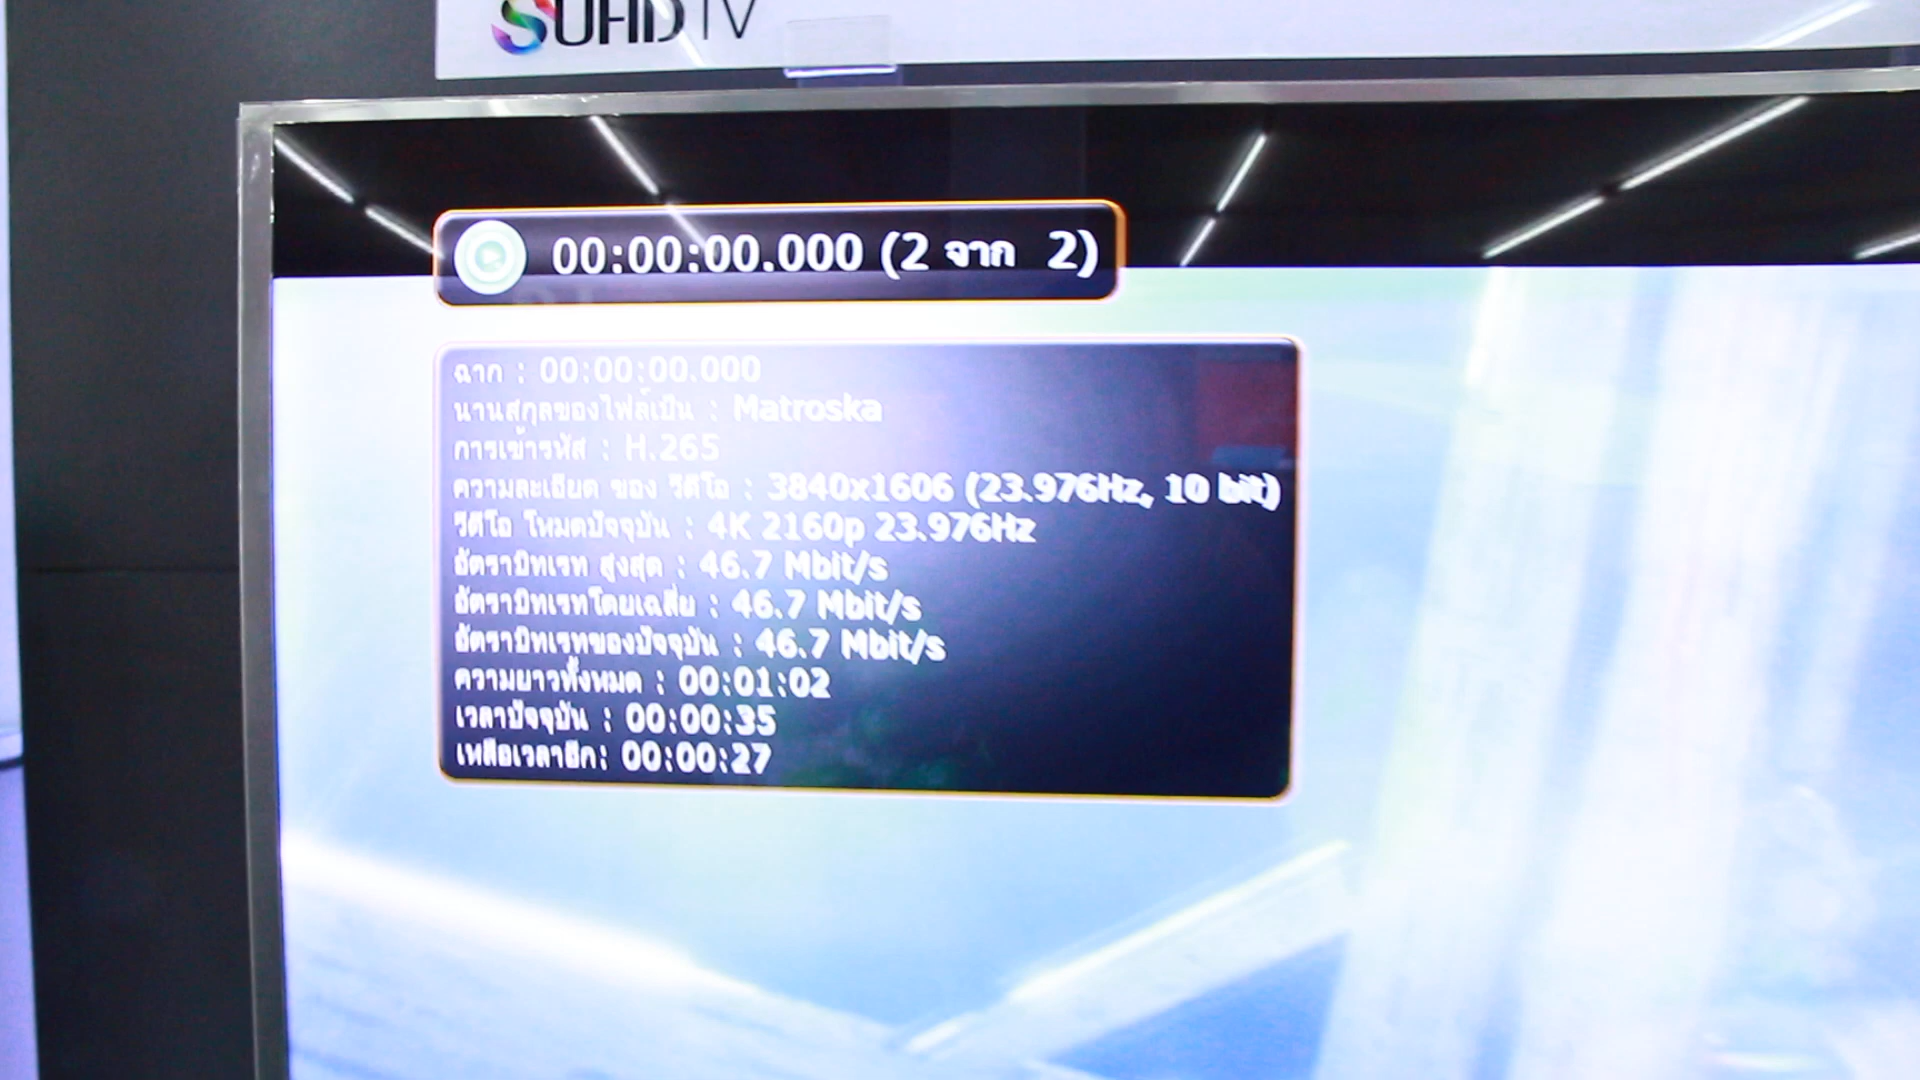 SUHDTV
00:00:00.000 (2 จาก 2)
ฉาก : 00:00:00.000
นานสกุลของไฟล์เป็น : Matroska
การเข้ารหัส : H.265
ความละเอียด ของ วีดีโอ : 3840x1606 (23.976Hz, 10 bit)
วีดีโอ โหมดปัจจุบัน : 4K 2160p 23.976Hz
อัตราบิทเรท สูงสุด : 46.7 Mbit/s
อัตราบิทเรทโดยเฉลี่ย : 46.7 Mbit/s
อัตราบิทเรทของปัจจุบัน : 46.7 Mbit/s
ความยาวทั้งหมด : 00:01:02
เวลาปัจจุบัน : 00:00:35
เหลือเวลาอีก: 00:00:27